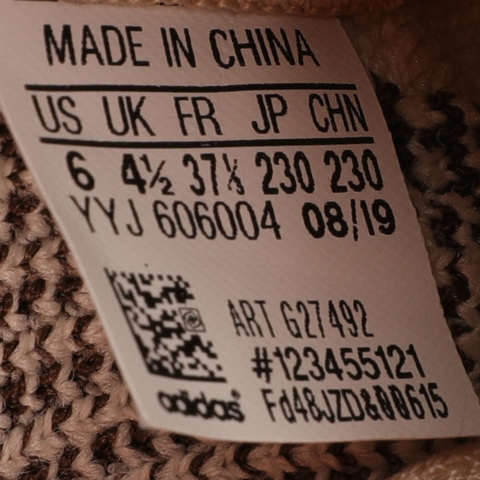 MADE IN CHINA
US UK FR JP CHN
6 4½ 37⅓ 230 230
YYJ 606004 08/19
ART G27492
#123455121
adidas® Fd48JZD&00615